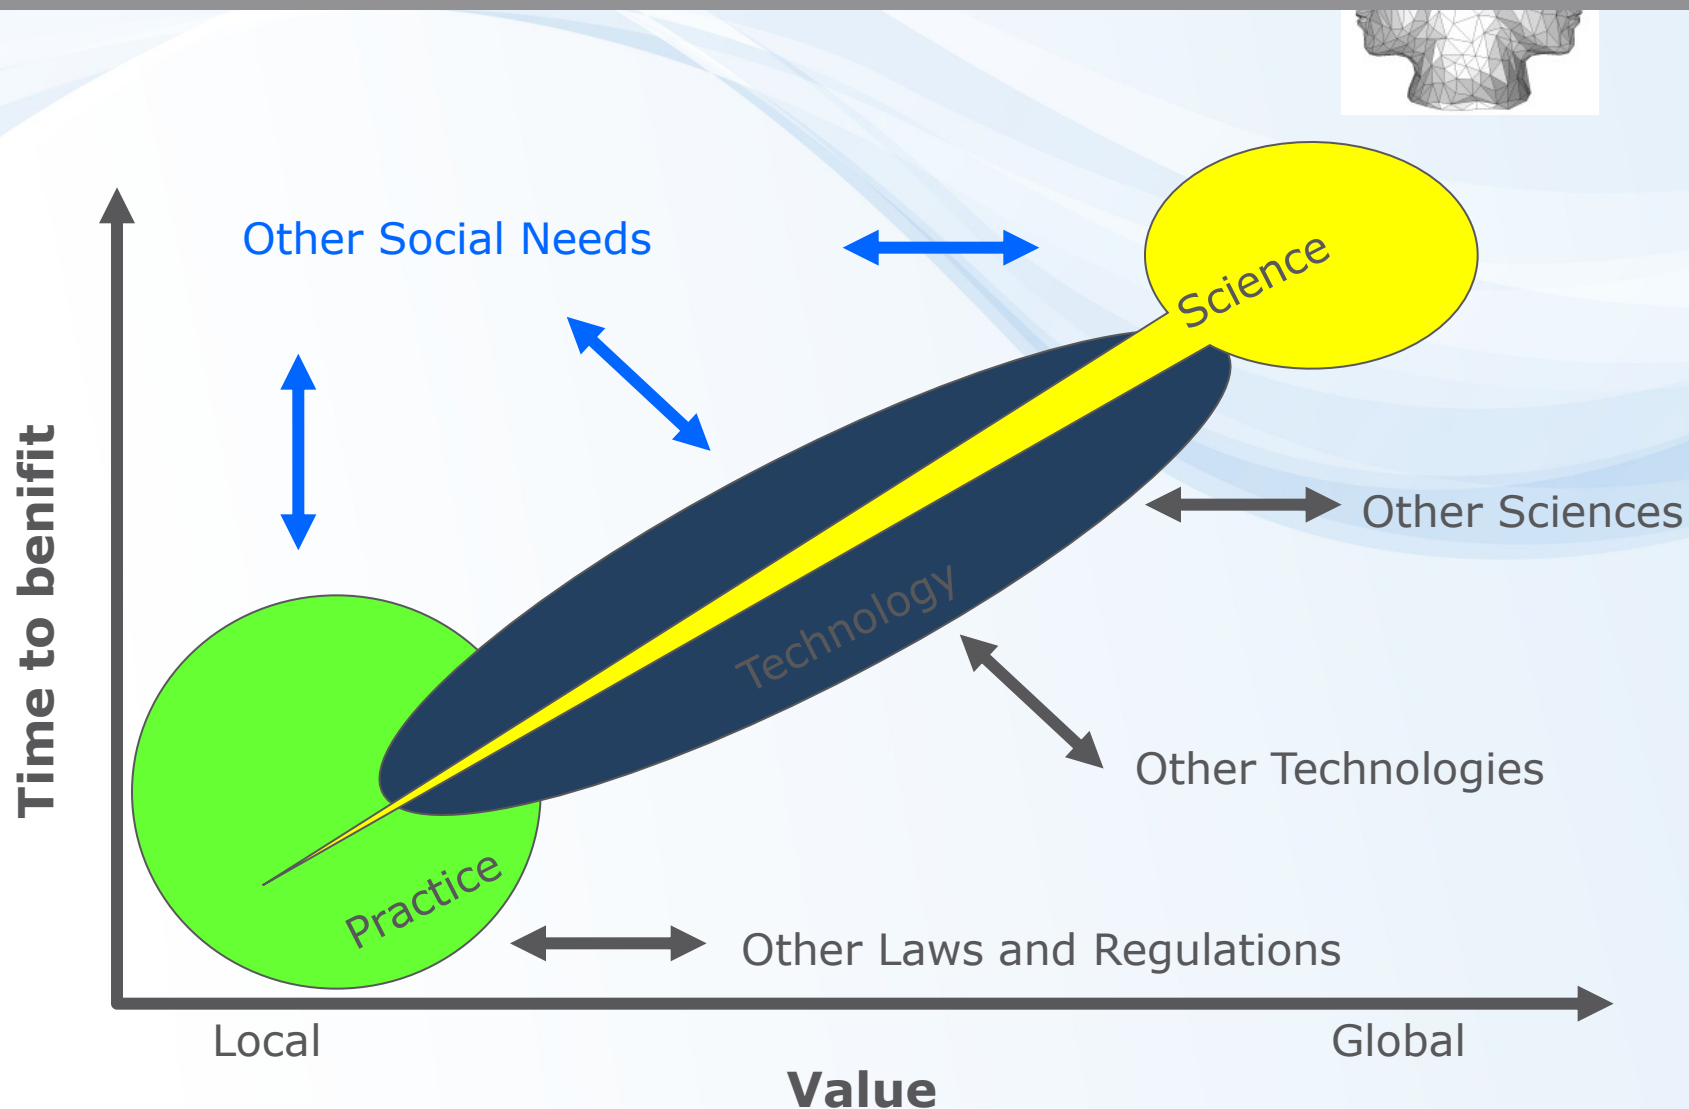 Other Social Needs
Science
Other Sciences
Time to benifit
Technology
Other Technologies
Practice
Other Laws and Regulations
Local
Global
Value